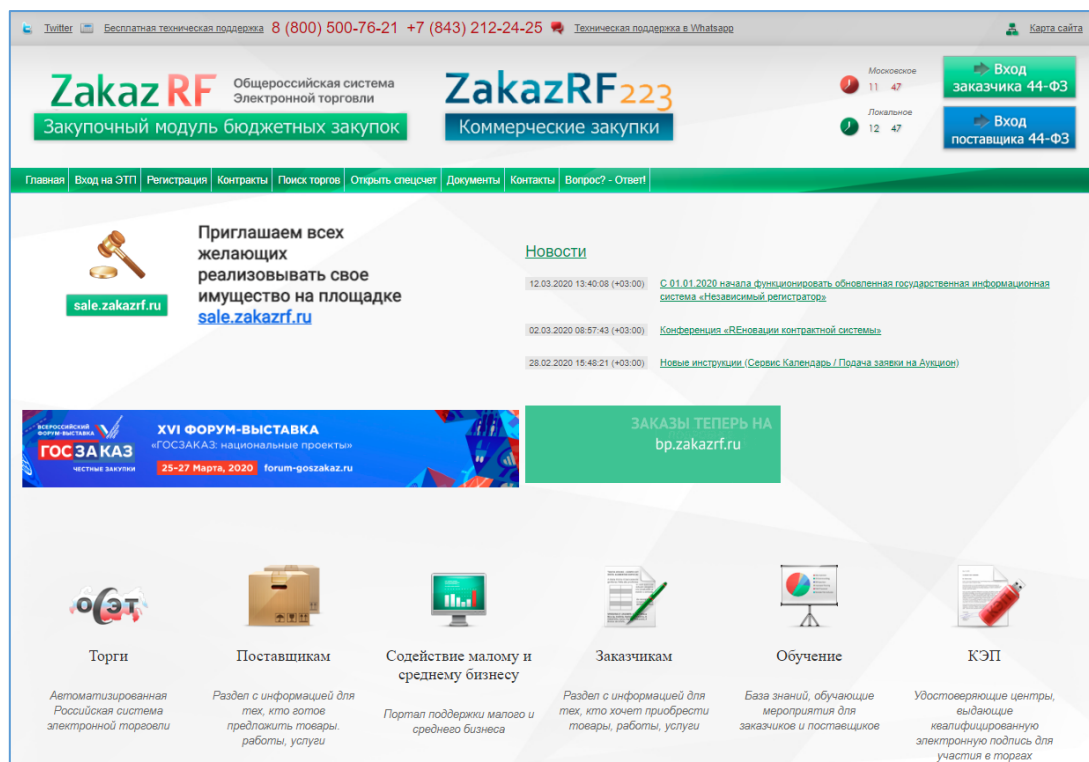 Twitter Бесплатная техническая поддержка 8 (800) 500-76-21 +7 (843) 212-24-25 Техническая поддержка в Whatsapp Карта сайта
ZakazRF
Общероссийская система
Электронной торговли
Закупочный модуль бюджетных закупок
ZakazRF223
Коммерческие закупки
Московское
11 47
Локальное
12 47
Вход
заказчика 44-ФЗ
Вход
поставщика 44-ФЗ
Главная Вход на ЭТП Регистрация Контракты Поиск торгов Открыть спецсчет Документы Контакты Вопрос? - Ответ!
sale.zakazrf.ru
Приглашаем всех
желающих
реализовывать свое
имущество на площадке
sale.zakazrf.ru
Новости
12.03.2020 13:40:08 (+03:00) С 01.01.2020 начала функционировать обновленная государственная информационная
система «Независимый регистратор»
02.03.2020 08:57:43 (+03:00) Конференция «REновации контрактной системы»
28.02.2020 15:48:21 (+03:00) Новые инструкции (Сервис Календарь / Подача заявки на Аукцион)
ВСЕРОССИЙСКИЙ
ФОРУМ-ВЫСТАВКА
ГОСЗАКАЗ
ЧЕСТНЫЕ ЗАКУПКИ
XVI ФОРУМ-ВЫСТАВКА
«ГОСЗАКАЗ: национальные проекты»
25-27 Марта, 2020 forum-goszakaz.ru
ЗАКАЗЫ ТЕПЕРЬ НА
bp.zakazrf.ru
ОСЭТ
КЭП
Торги
Автоматизированная
Российская система
электронной торговли
Поставщикам
Раздел с информацией для
тех, кто готов
предложить товары.
работы, услуги
Содействие малому и
среднему бизнесу
Портал поддержки малого и
среднего бизнеса
Заказчикам
Раздел с информацией для
тех, кто хочет приобрести
товары, работы, услуги
Обучение
База знаний, обучающие
мероприятия для
заказчиков и поставщиков
КЭП
Удостоверяющие центры,
выдающие
квалифицированную
электронную подпись для
участия в торгах